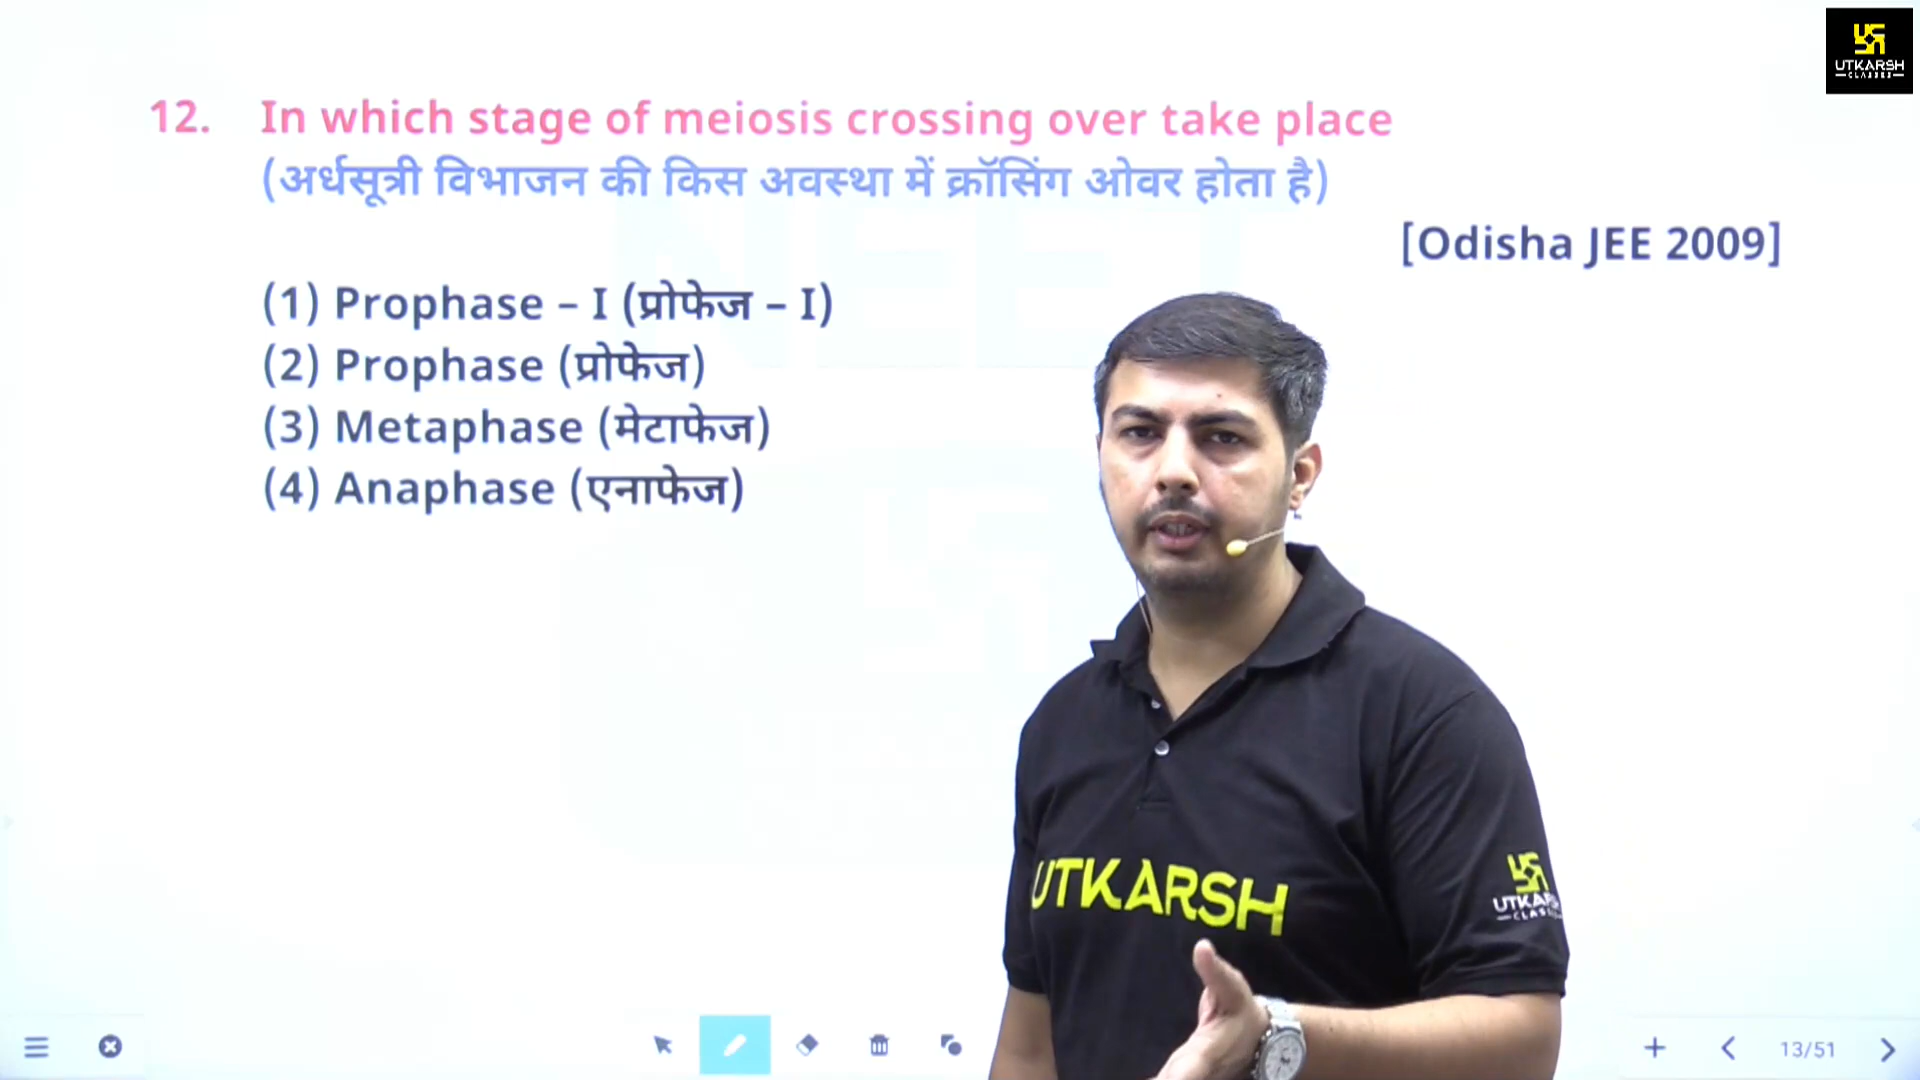 UTKARSH
CLASSES
12. In which stage of meiosis crossing over take place
(अर्धसूत्री विभाजन की किस अवस्था में क्रॉसिंग ओवर होता है)
[Odisha JEE 2009]
(1) Prophase – I (प्रोफेज – I)
(2) Prophase (प्रोफेज)
(3) Metaphase (मेटाफेज)
(4) Anaphase (एनाफेज)
UTKARSH
13/51